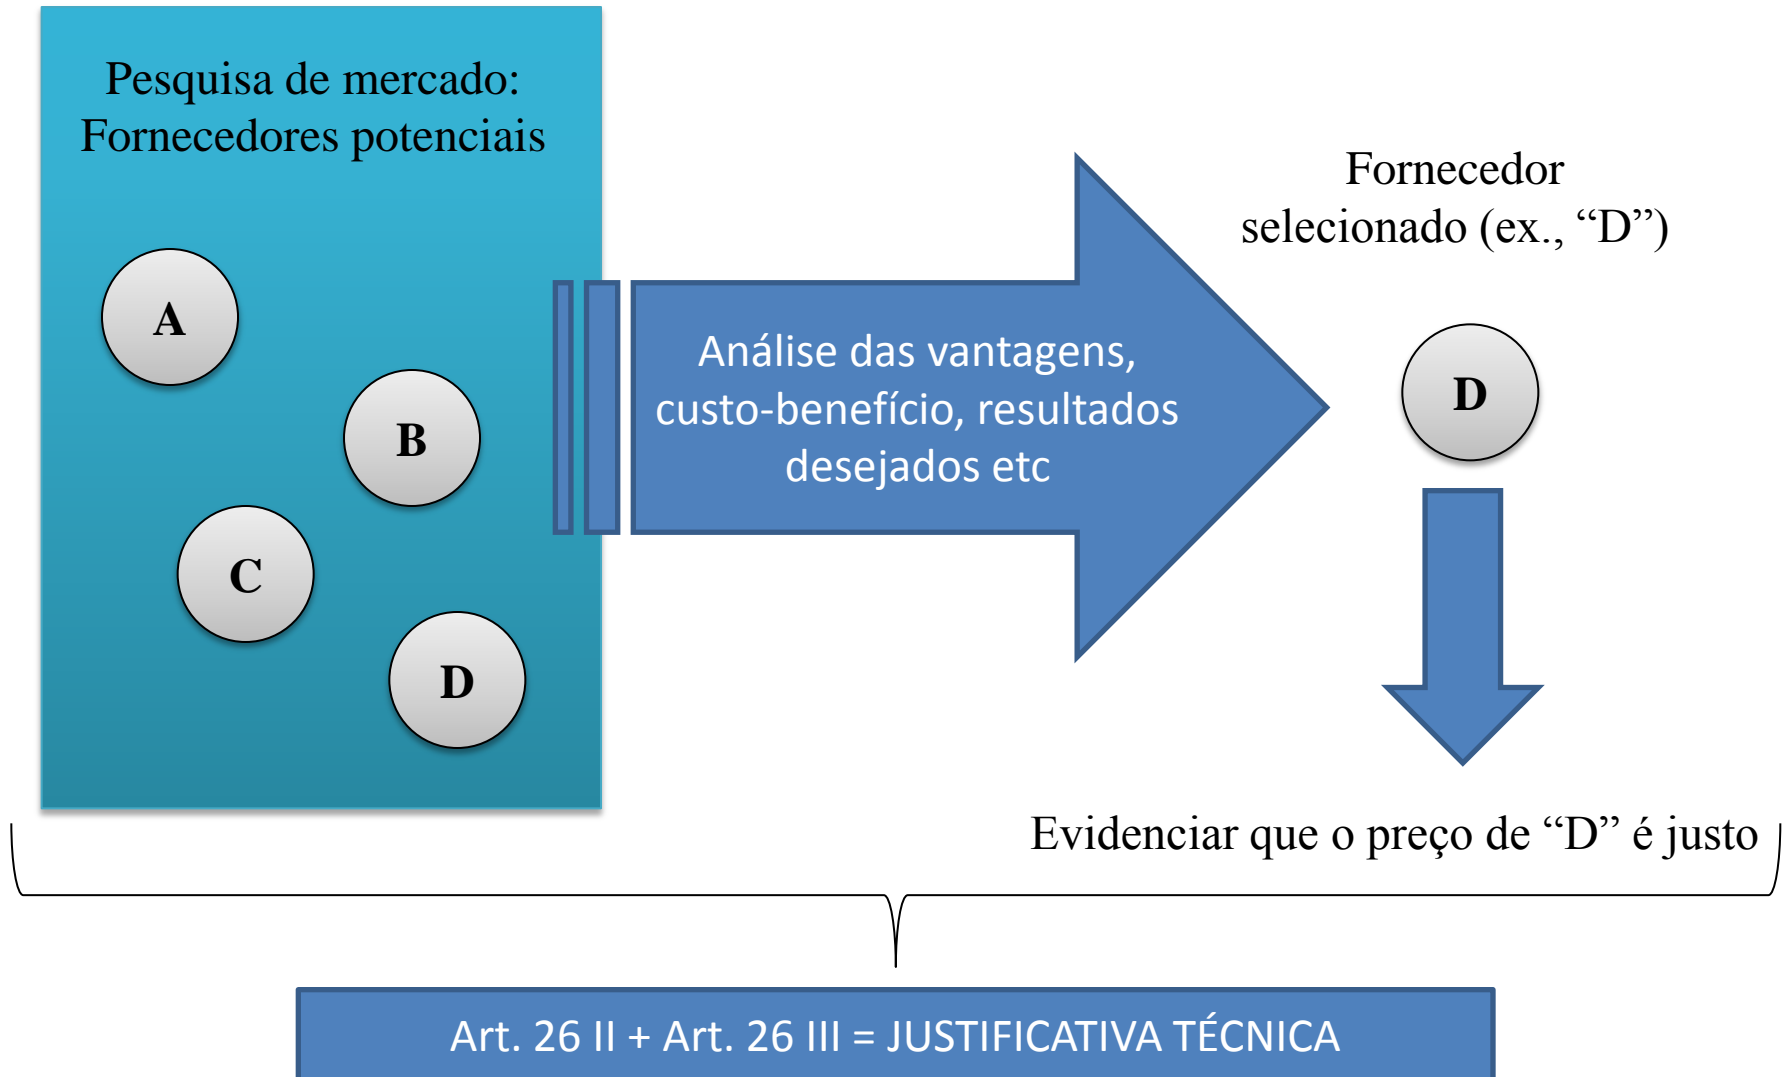 Pesquisa de mercado:
Fornecedores potenciais
A
B
C
D
Análise das vantagens,
custo-benefício, resultados
desejados etc
Fornecedor
selecionado (ex., “D”)
D
Evidenciar que o preço de “D” é justo
Art. 26 II + Art. 26 III = JUSTIFICATIVA TÉCNICA